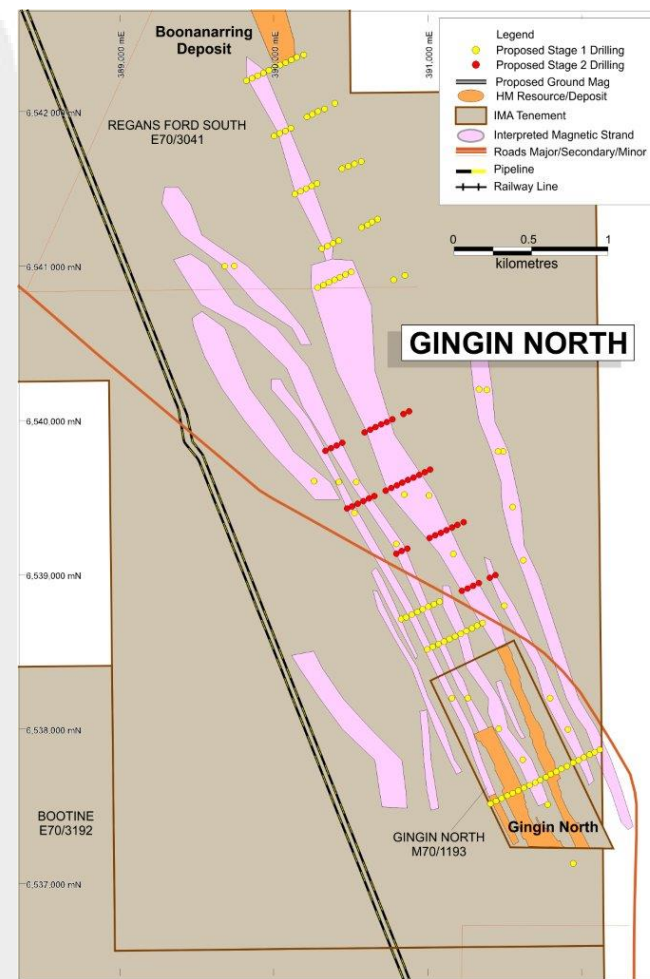 389,000 mE
390,000 mE
391,000 mE
Boonanarring
Deposit
Legend
Proposed Stage 1 Drilling
Proposed Stage 2 Drilling
Proposed Ground Mag
HM Resource/Deposit
IMA Tenement
Interpreted Magnetic Strand
Roads Major/Secondary/Minor
Pipeline
Railway Line
6,542,000 mN
REGANS FORD SOUTH
E70/3041
0 0.5 1
kilometres
6,541,000 mN
GINGIN NORTH
6,540,000 mN
6,539,000 mN
6,538,000 mN
BOOTINE
E70/3192
GINGIN NORTH
M70/1193
Gingin North
6,537,000 mN